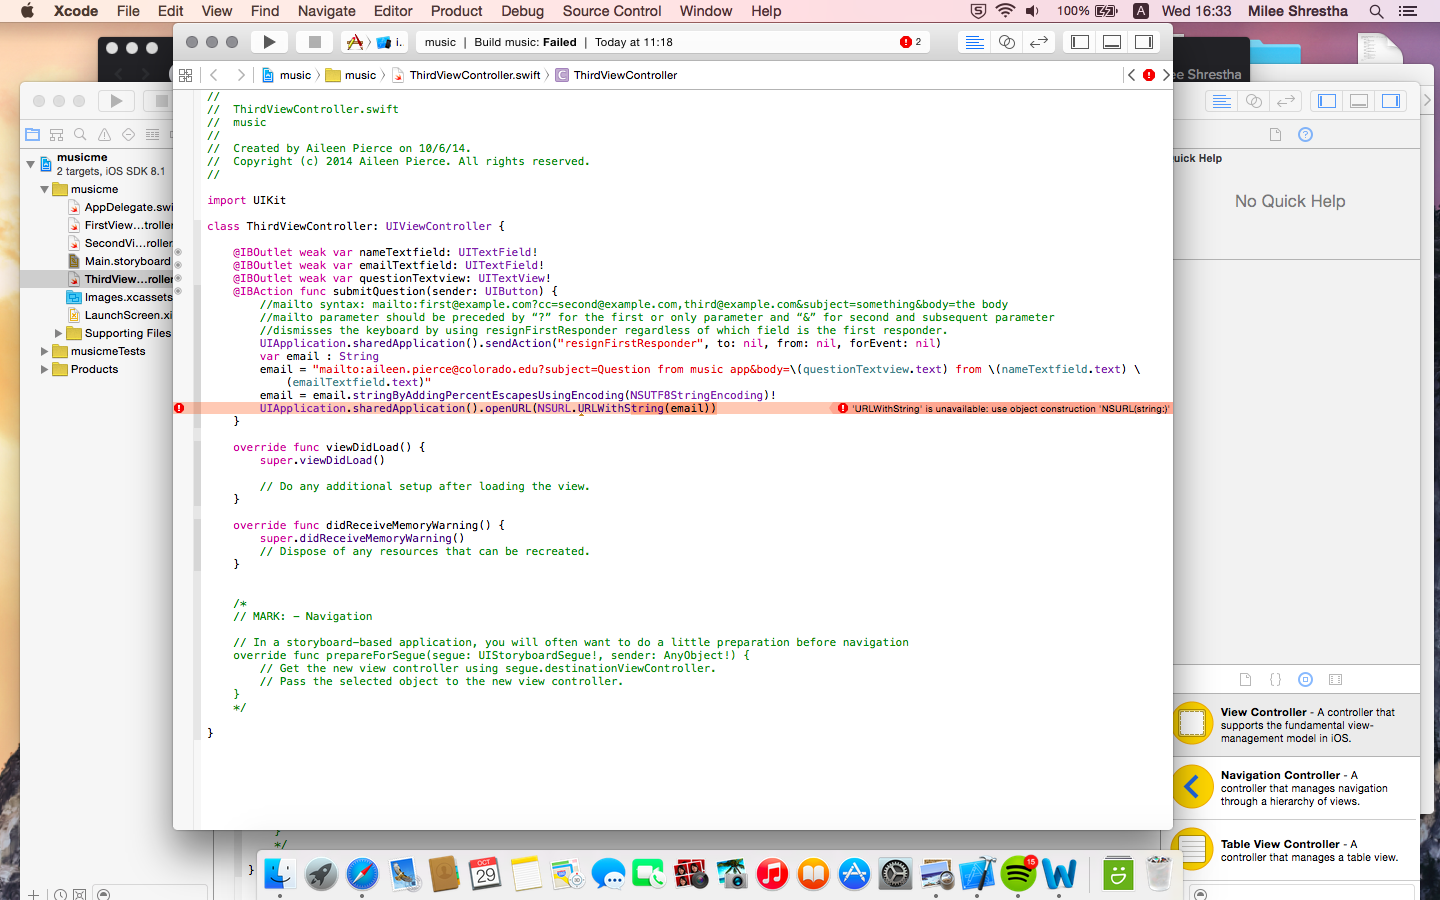 Xcode File Edit View Find Navigate Editor Product Debug Source Control Window Help 100% A Wed 16:33 Milee Shrestha
i.. music | Build music: Failed | Today at 11:18 2
music music ThirdViewController.swift C ThirdViewController
//
// ThirdViewController.swift
// music
//
// Created by Aileen Pierce on 10/6/14.
// Copyright (c) 2014 Aileen Pierce. All rights reserved.
//
import UIKit
class ThirdViewController: UIViewController {
@IBOutlet weak var nameTextfield: UITextField!
@IBOutlet weak var emailTextfield: UITextField!
@IBOutlet weak var questionTextview: UITextView!
@IBAction func submitQuestion(sender: UIButton) {
//mailto syntax: mailto:first@example.com?cc=second@example.com,third@example.com&subject=something&body=the body
//mailto parameter should be preceded by “?” for the first or only parameter and “&” for second and subsequent parameter
//dismisses the keyboard by using resignFirstResponder regardless of which field is the first responder.
UIApplication.sharedApplication().sendAction("resignFirstResponder", to: nil, from: nil, forEvent: nil)
var email : String
email = "mailto:aileen.pierce@colorado.edu?subject=Question from music app&body=\(questionTextview.text) from \(nameTextfield.text) \
(emailTextfield.text)"
email = email.stringByAddingPercentEscapesUsingEncoding(NSUTF8StringEncoding)!
UIApplication.sharedApplication().openURL(NSURL.URLWithString(email))
'URLWithString' is unavailable: use object construction 'NSURL(string:)'
}
override func viewDidLoad() {
super.viewDidLoad()
// Do any additional setup after loading the view.
}
override func didReceiveMemoryWarning() {
super.didReceiveMemoryWarning()
// Dispose of any resources that can be recreated.
}
/*
// MARK: - Navigation
// In a storyboard-based application, you will often want to do a little preparation before navigation
override func prepareForSegue(segue: UIStoryboardSegue!, sender: AnyObject!) {
// Get the new view controller using segue.destinationViewController.
// Pass the selected object to the new view controller.
}
*/
}
musicme
2 targets, iOS SDK 8.1
musicme
AppDelegate.swi
FirstView...troller
SecondVi...roller
Main.storyboard
ThirdView...roller
Images.xcassets
LaunchScreen.xi
Supporting Files
musicmeTests
Products
ee Shrestha
uick Help
No Quick Help
View Controller - A controller that
supports the fundamental view-
management model in iOS.
Navigation Controller - A
controller that manages navigation
through a hierarchy of views.
Table View Controller - A
controller that manages a table view.
}
*/
}
OCT
29
15